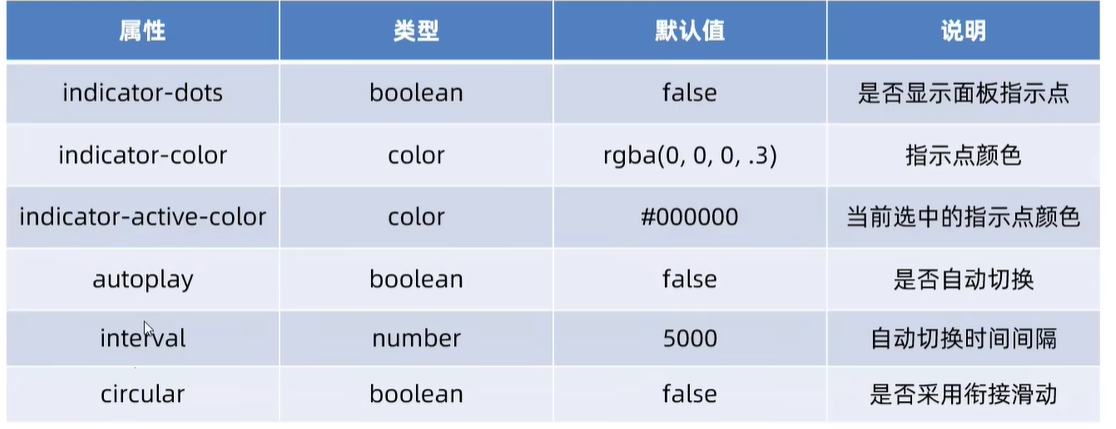 属性 类型 默认值 说明
indicator-dots boolean false 是否显示面板指示点
indicator-color color rgba(0, 0, 0, .3) 指示点颜色
indicator-active-color color #000000 当前选中的指示点颜色
autoplay boolean false 是否自动切换
interval number 5000 自动切换时间间隔
circular boolean false 是否采用衔接滑动